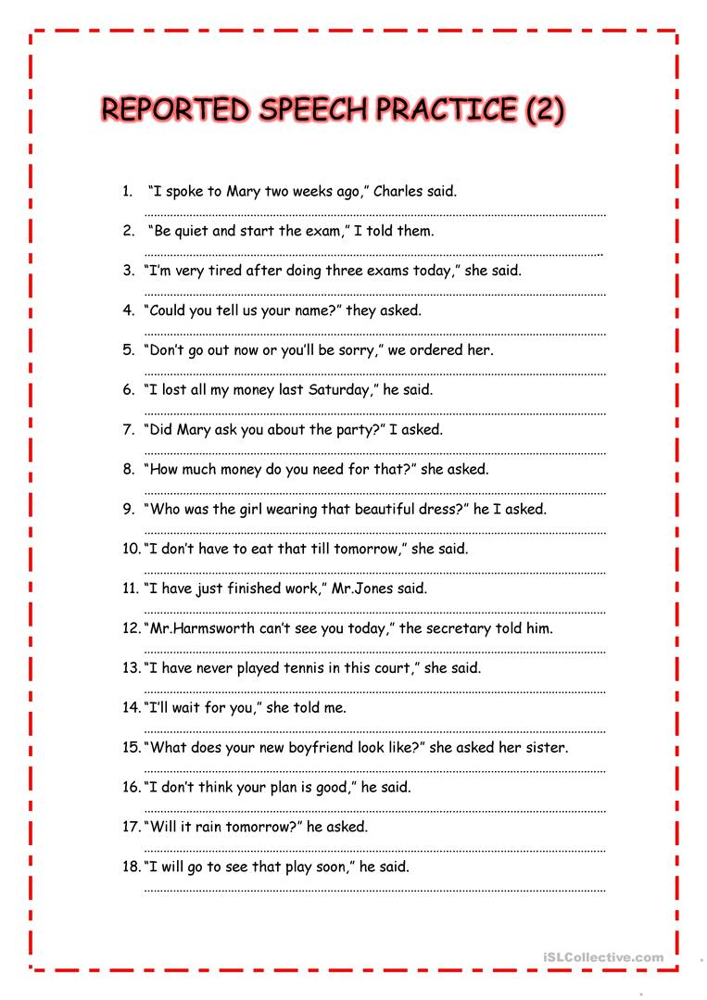 REPORTED SPEECH PRACTICE (2)
1. “I spoke to Mary two weeks ago,” Charles said.
2. “Be quiet and start the exam,” I told them.
3. “I’m very tired after doing three exams today,” she said.
4. “Could you tell us your name?” they asked.
5. “Don’t go out now or you’ll be sorry,” we ordered her.
6. “I lost all my money last Saturday,” he said.
7. “Did Mary ask you about the party?” I asked.
8. “How much money do you need for that?” she asked.
9. “Who was the girl wearing that beautiful dress?” he I asked.
10. “I don’t have to eat that till tomorrow,” she said.
11. “I have just finished work,” Mr.Jones said.
12. “Mr.Harmsworth can’t see you today,” the secretary told him.
13. “I have never played tennis in this court,” she said.
14. “I’ll wait for you,” she told me.
15. “What does your new boyfriend look like?” she asked her sister.
16. “I don’t think your plan is good,” he said.
17. “Will it rain tomorrow?” he asked.
18. “I will go to see that play soon,” he said.
iSLCollective.com